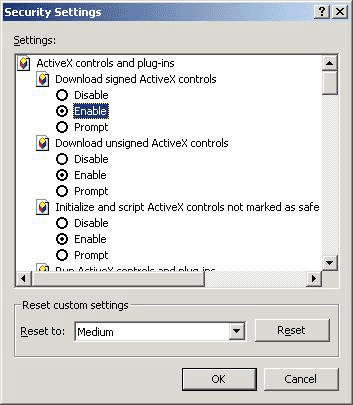 Security Settings
Settings:
ActiveX controls and plug-ins
Download signed ActiveX controls
Disable
Enable
Prompt
Download unsigned ActiveX controls
Disable
Enable
Prompt
Initialize and script ActiveX controls not marked as safe
Disable
Enable
Prompt
Run ActiveX controls and plug-ins
Reset custom settings
Reset to:
Medium
Reset
OK
Cancel